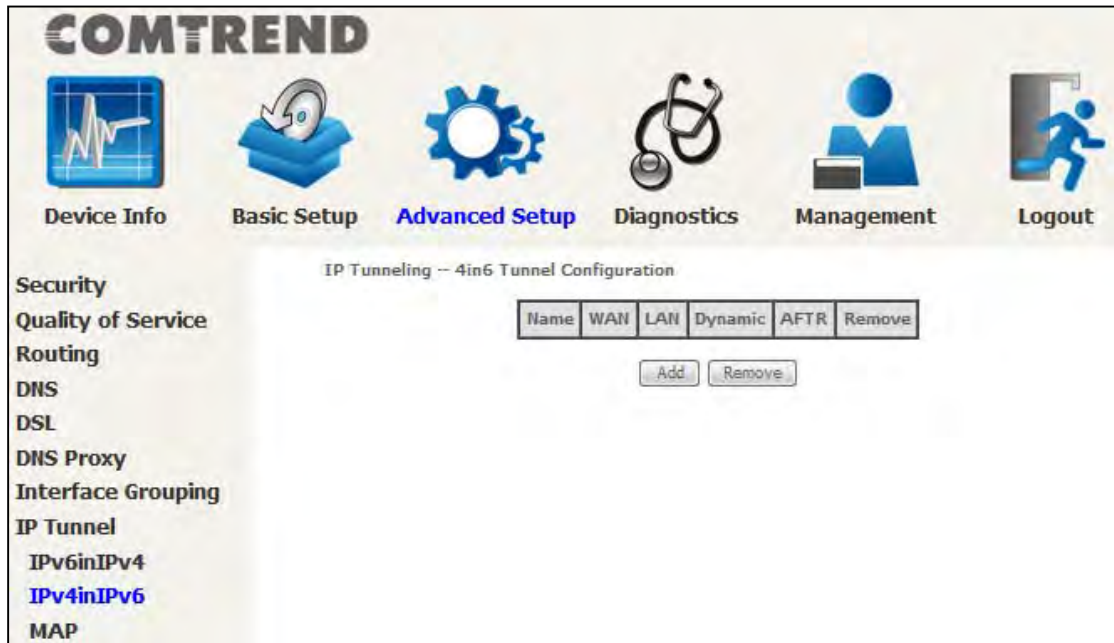 COMTREND
Device Info Basic Setup Advanced Setup Diagnostics Management Logout
Security
Quality of Service
Routing
DNS
DSL
DNS Proxy
Interface Grouping
IP Tunnel
IPv6inIPv4
IPv4inIPv6
MAP
IP Tunneling -- 4in6 Tunnel Configuration
Name WAN LAN Dynamic AFTR Remove
Add Remove